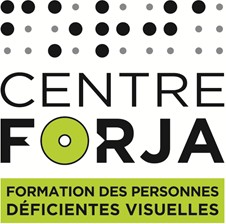 CENTRE
FORJA
FORMATION DES PERSONNES
DÉFICIENTES VISUELLES